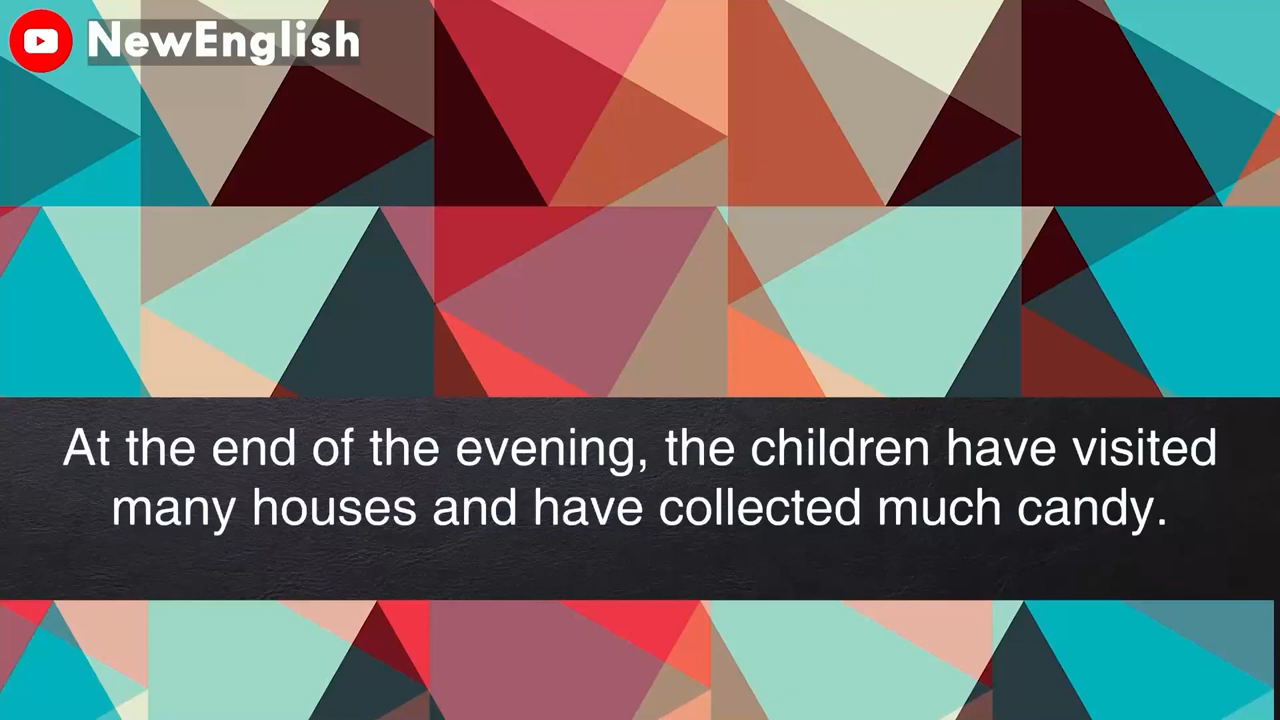 NewEnglish
At the end of the evening, the children have visited
many houses and have collected much candy.